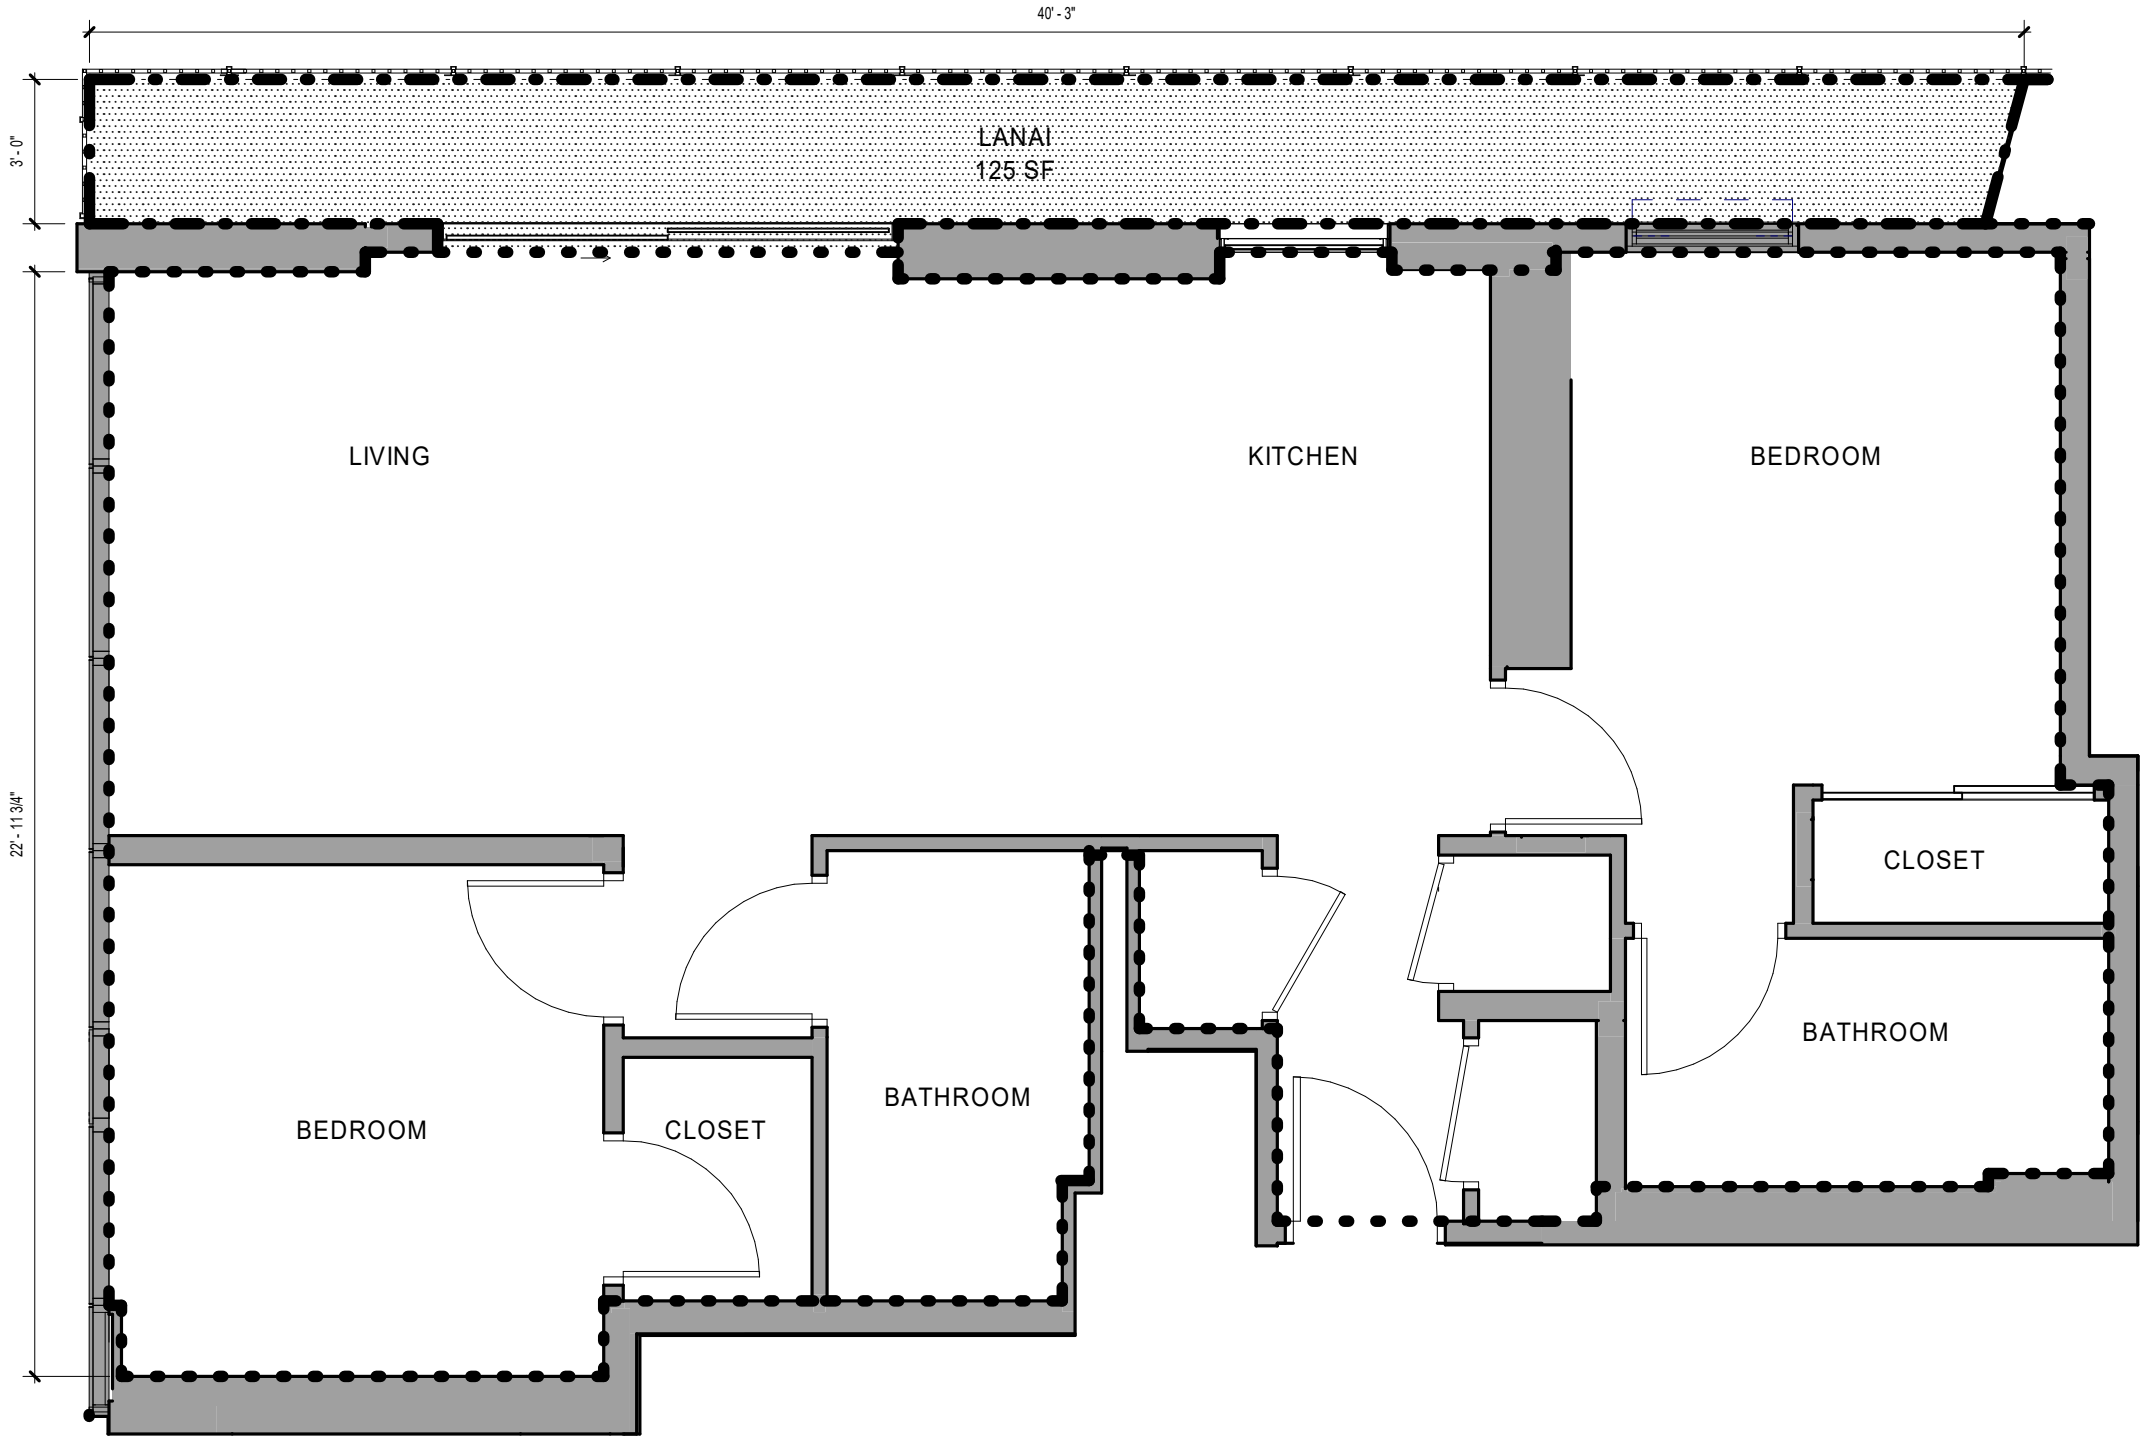 40' - 3"
3' - 0"
LANAI
125 SF
LIVING
KITCHEN
BEDROOM
22' - 11 3/4"
CLOSET
BATHROOM
BATHROOM
BEDROOM
CLOSET